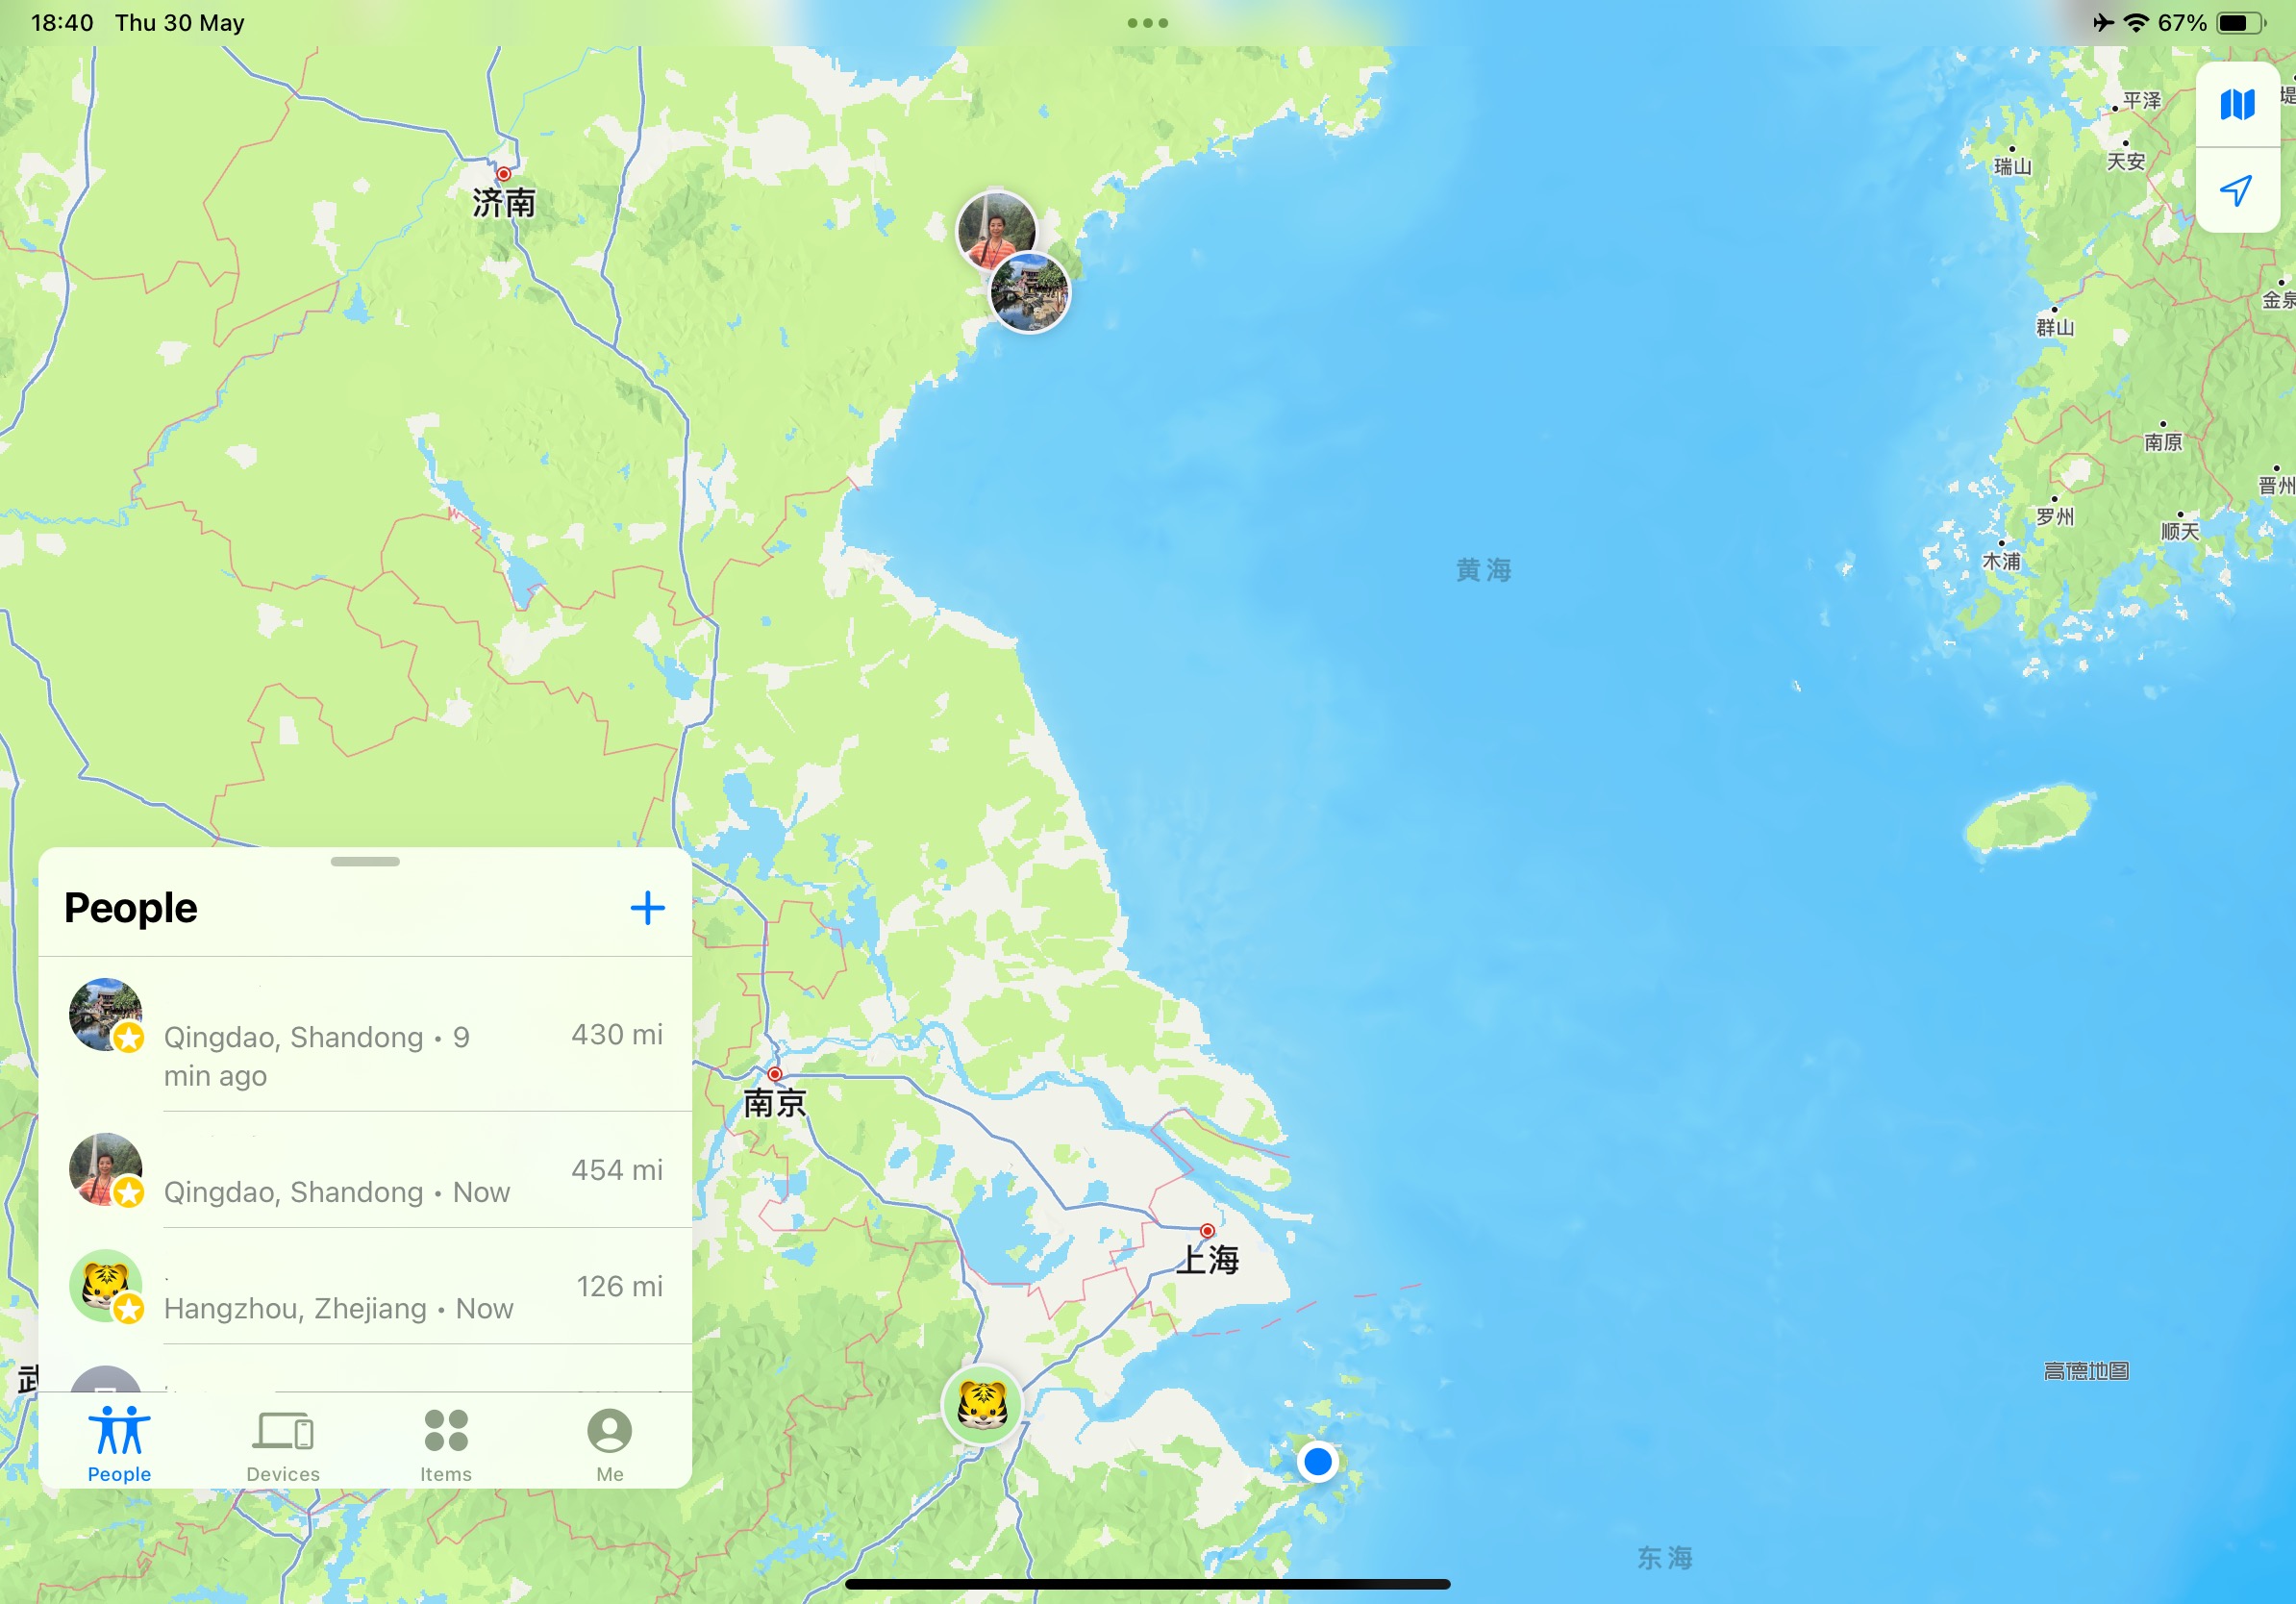 18:40 Thu 30 May
67%
平泽
天安
瑞山
济南
金泉
群山
南原
晋州
罗州
顺天
木浦
黄海
People
Qingdao, Shandong • 9
min ago
430 mi
南京
Qingdao, Shandong • Now
454 mi
上海
Hangzhou, Zhejiang • Now
126 mi
高德地图
People
Devices
Items
Me
东海